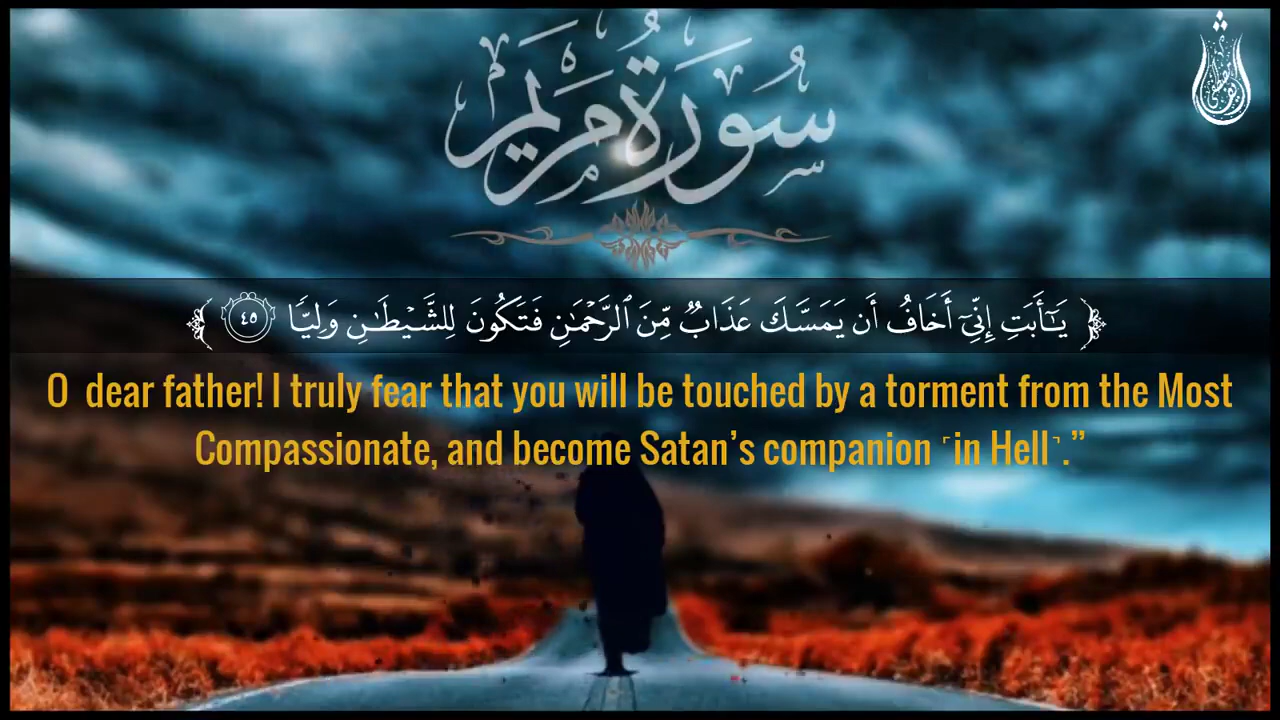 سورة مريم
يَـٰٓأَبَتِ إِنِّىٓ أَخَافُ أَن يَمَسَّكَ عَذَابٌ مِّنَ ٱلرَّحْمَـٰنِ فَتَكُونَ لِلشَّيْطَـٰنِ وَلِيًّا ٤٥
O dear father! I truly fear that you will be touched by a torment from the Most
Compassionate, and become Satan’s companion ˹in Hell˺.”